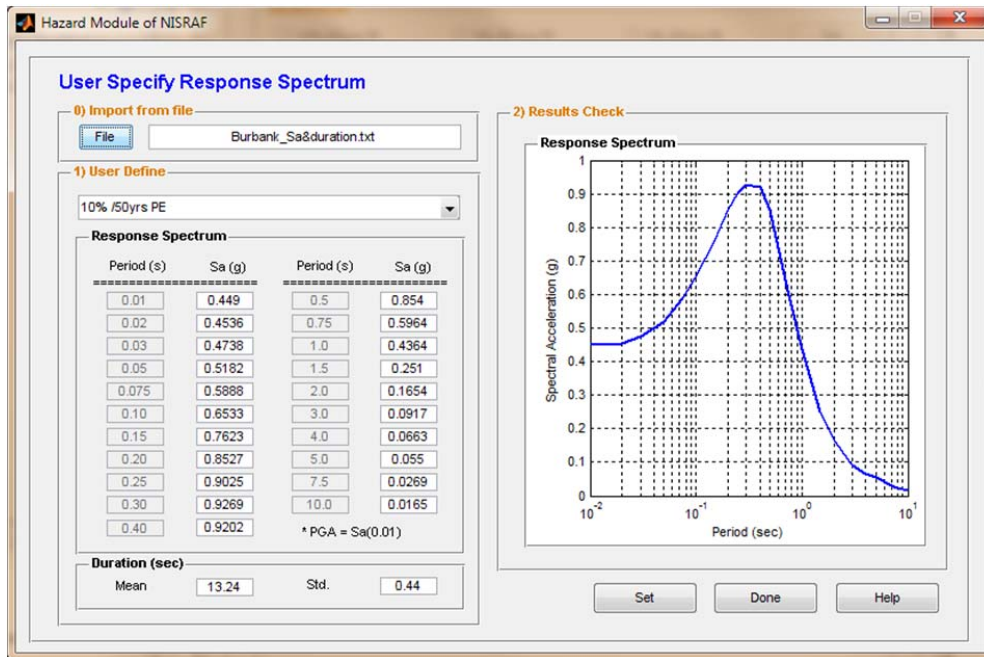 Hazard Module of NISRAF
User Specify Response Spectrum
0) Import from file
File
Burbank_Sa&duration.txt
1) User Define
10% /50yrs PE
Response Spectrum
Period (s) Sa (g) Period (s) Sa (g)
0.01 0.449 0.5 0.854
0.02 0.4536 0.75 0.5964
0.03 0.4738 1.0 0.4364
0.05 0.5182 1.5 0.251
0.075 0.5888 2.0 0.1654
0.10 0.6533 3.0 0.0917
0.15 0.7623 4.0 0.0663
0.20 0.8527 5.0 0.055
0.25 0.9025 7.5 0.0269
0.30 0.9269 10.0 0.0165
0.40 0.9202 * PGA = Sa(0.01)
Duration (sec)
Mean 13.24 Std. 0.44
2) Results Check
Response Spectrum
Spectral Acceleration (g)
1
0.9
0.8
0.7
0.6
0.5
0.4
0.3
0.2
0.1
0
10⁻² 10⁻¹ 10⁰ 10¹
Period (sec)
Set Done Help